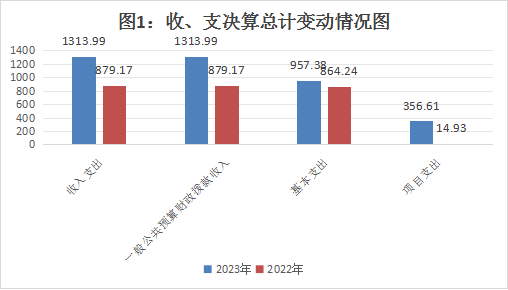 图1：收、支决算总计变动情况图
1313.99
1313.99
879.17
879.17
957.38
864.24
356.61
14.93
1400
1200
1000
800
600
400
200
0
收入支出
一般公共预算财政拨款收入
基本支出
项目支出
2023年
2022年